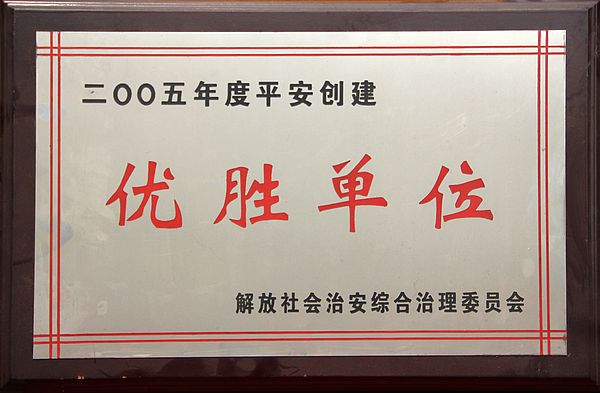 二OO五年度平安创建
优胜单位
解放社会治安综合治理委员会